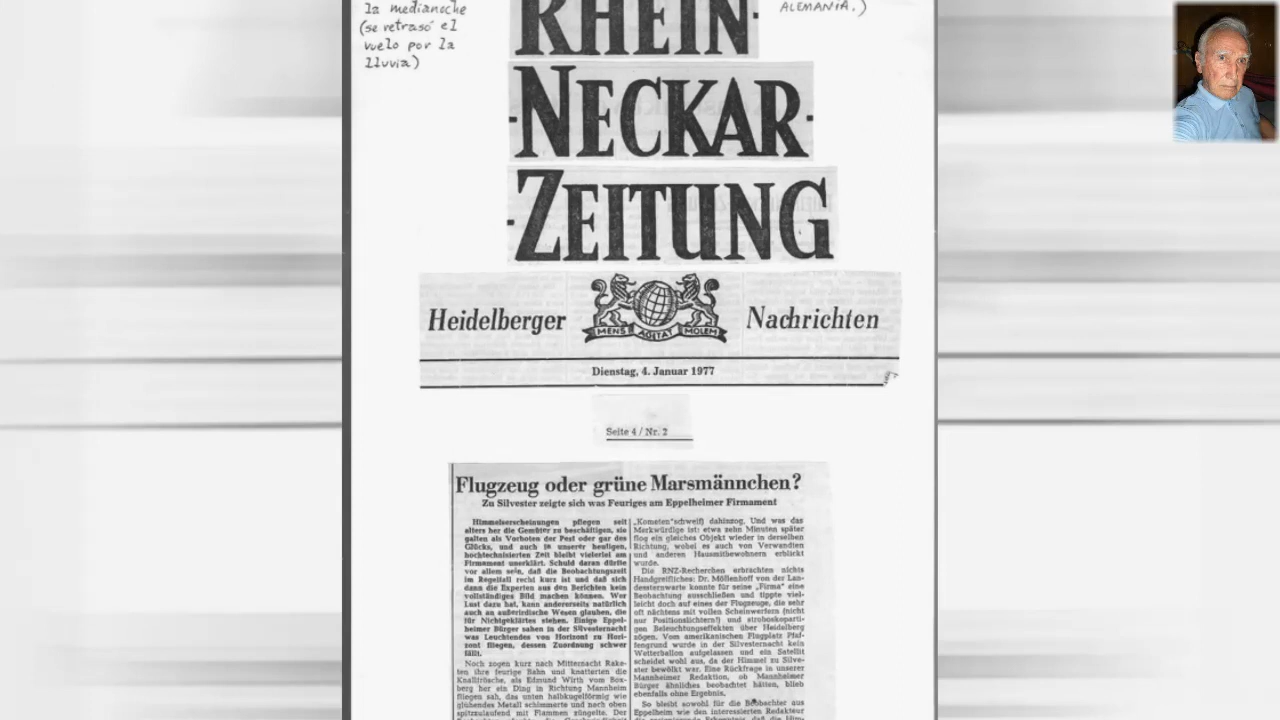 la medianoche
(se retrasó el
vuelo por la
lluvia)
ALEMANIA.)
RHEIN-
-NECKAR-
-ZEITUNG
Heidelberger
MENS AGITAT MOLEM
Nachrichten
Dienstag, 4. Januar 1977
Seite 4 / Nr. 2
Flugzeug oder grüne Marsmännchen?
Zu Silvester zeigte sich was Feuriges am Eppelheimer Firmament
Himmelserscheinungen pflegen seit
alters her die Gemüter zu beschäftigen, sie
galten als Vorboten der Pest oder gar des
Glücks, und auch in unserer heutigen,
hochtechnisierten Zeit bleibt vielerlei am
Firmament unerklärt. Schuld daran dürfte
vor allem sein, daß die Beobachtungszeit
im Regelfall recht kurz ist und daß sich
dann die Experten aus den Berichten kein
vollständiges Bild machen können. Wer
Lust dazu hat, kann andererseits natürlich
auch an außerirdische Wesen glauben, die
für Nichtgeklärtes stehen. Einige Eppel-
heimer Bürger sahen in der Silvesternacht
was Leuchtendes von Horizont zu Hori-
zont fliegen, dessen Zuordnung schwer
fällt.
Noch zogen kurz nach Mitternacht Rake-
ten ihre feurige Bahn und knatterten die
Knallfrösche, als Edmund Wirth vom Box-
berg her ein Ding in Richtung Mannheim
fliegen sah, das unten halbkugelförmig wie
glühendes Metall schimmerte und nach oben
spitzzulaufend mit Flammen züngelte. Der
„Kometen"schweif) dahinzog. Und was das
Merkwürdige ist: etwa zehn Minuten später
flog ein gleiches Objekt wieder in derselben
Richtung, wobei es auch von Verwandten
und anderen Hausmitbewohnern erblickt
wurde.
Die RNZ-Recherchen erbrachten nichts
Handgreifliches: Dr. Möllenhoff von der Lan-
dessternwarte konnte für seine „Firma" eine
Beobachtung ausschließen und tippte viel-
leicht doch auf eines der Flugzeuge, die sehr
oft nächtens mit vollen Scheinwerfern (nicht
nur Positionslichtern!) und stroboskoparti-
gen Beleuchtungseffekten über Heidelberg
zögen. Vom amerikanischen Flugplatz Pfaf-
fengrund wurde in der Silvesternacht kein
Wetterballon aufgelassen und ein Satellit
scheidet wohl aus, da der Himmel zu Silve-
ster bewölkt war. Eine Rückfrage in unserer
Mannheimer Redaktion, ob Mannheimer
Bürger ähnliches beobachtet hätten, blieb
ebenfalls ohne Ergebnis.
So bleibt sowohl für die Beobachter aus
Eppelheim wie den interessierten Redakteur